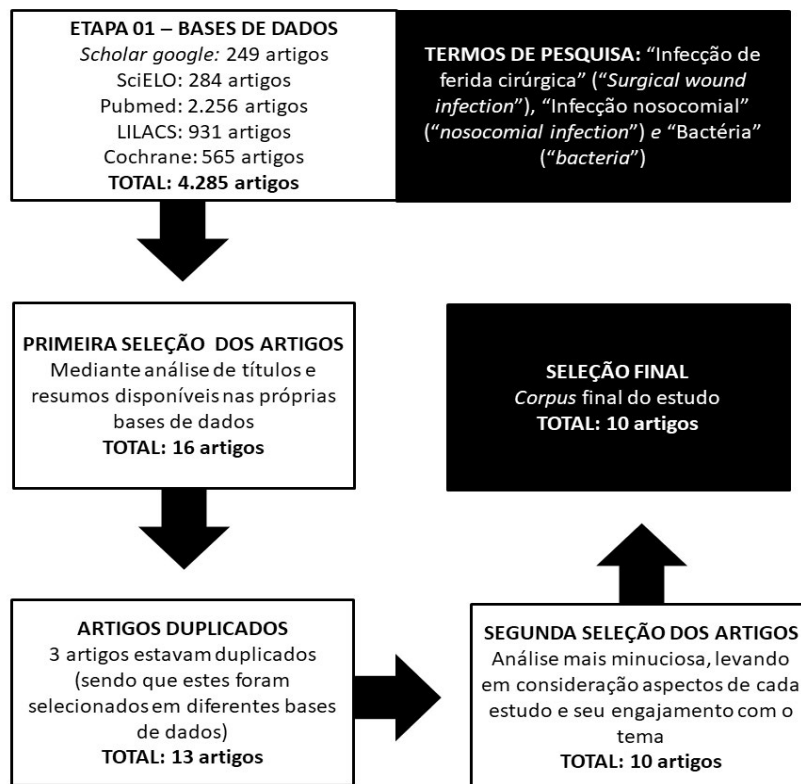 ETAPA 01 – BASES DE DADOS
Scholar google: 249 artigos
SciELO: 284 artigos
Pubmed: 2.256 artigos
LILACS: 931 artigos
Cochrane: 565 artigos
TOTAL: 4.285 artigos
TERMOS DE PESQUISA: “Infecção de
ferida cirúrgica” (“Surgical wound
infection”), “Infecção nosocomial”
(“nosocomial infection”) e “Bactéria”
(“bacteria”)
PRIMEIRA SELEÇÃO DOS ARTIGOS
Mediante análise de títulos e
resumos disponíveis nas próprias
bases de dados
TOTAL: 16 artigos
ARTIGOS DUPLICADOS
3 artigos estavam duplicados
(sendo que estes foram
selecionados em diferentes bases
de dados)
TOTAL: 13 artigos
SEGUNDA SELEÇÃO DOS ARTIGOS
Análise mais minuciosa, levando
em consideração aspectos de cada
estudo e seu engajamento com o
tema
TOTAL: 10 artigos
SELEÇÃO FINAL
Corpus final do estudo
TOTAL: 10 artigos